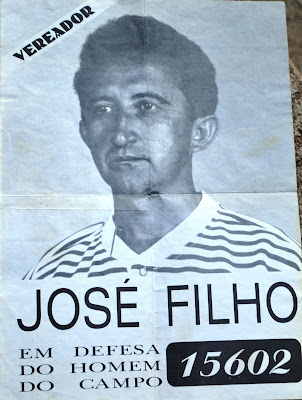 VEREADOR
JOSÉ FILHO
EM DEFESA
DO HOMEM
DO CAMPO
15602